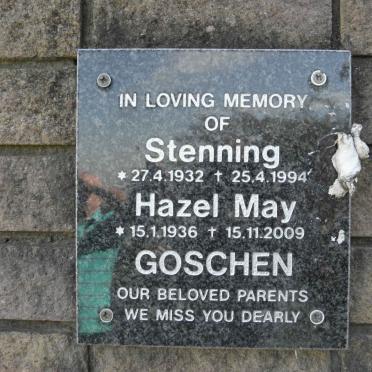 IN LOVING MEMORY
OF
Stenning
* 27.4.1932 † 25.4.1994
Hazel May
* 15.1.1936 † 15.11.2009
GOSCHEN
OUR BELOVED PARENTS
WE MISS YOU DEARLY